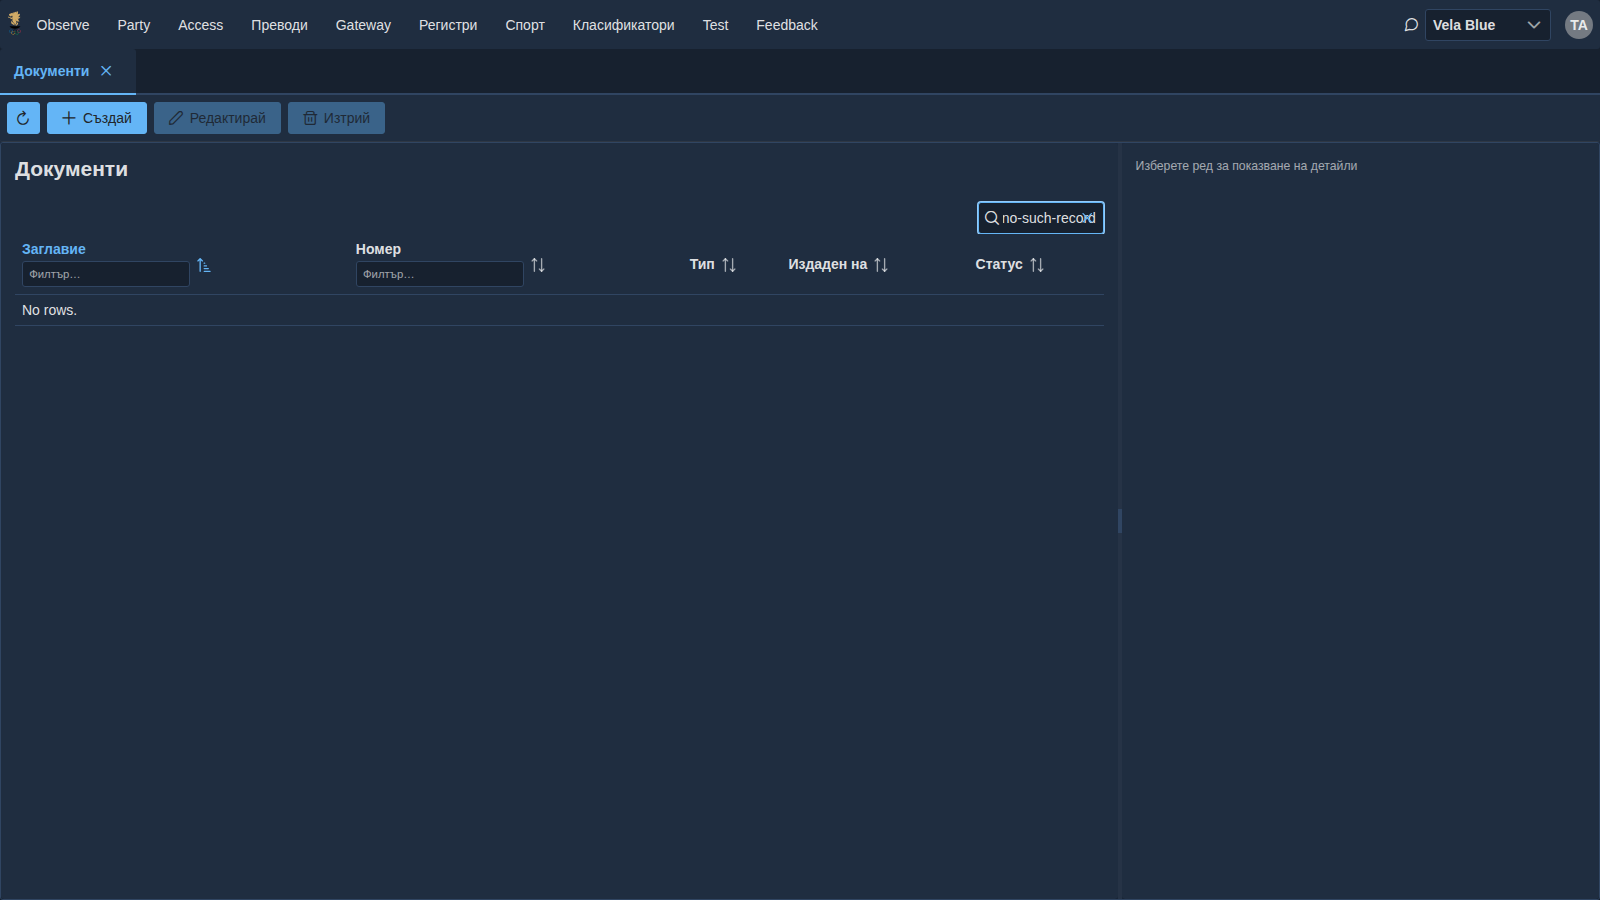 Observe Party Access Преводи Gateway Регистри Спорт Класификатори Test Feedback Vela Blue TA
Документи
Създай Редактирай Изтрий
Документи
Изберете ред за показване на детайли
no-such-record
Заглавие Номер Тип Издаден на Статус
Филтър... Филтър...
No rows.